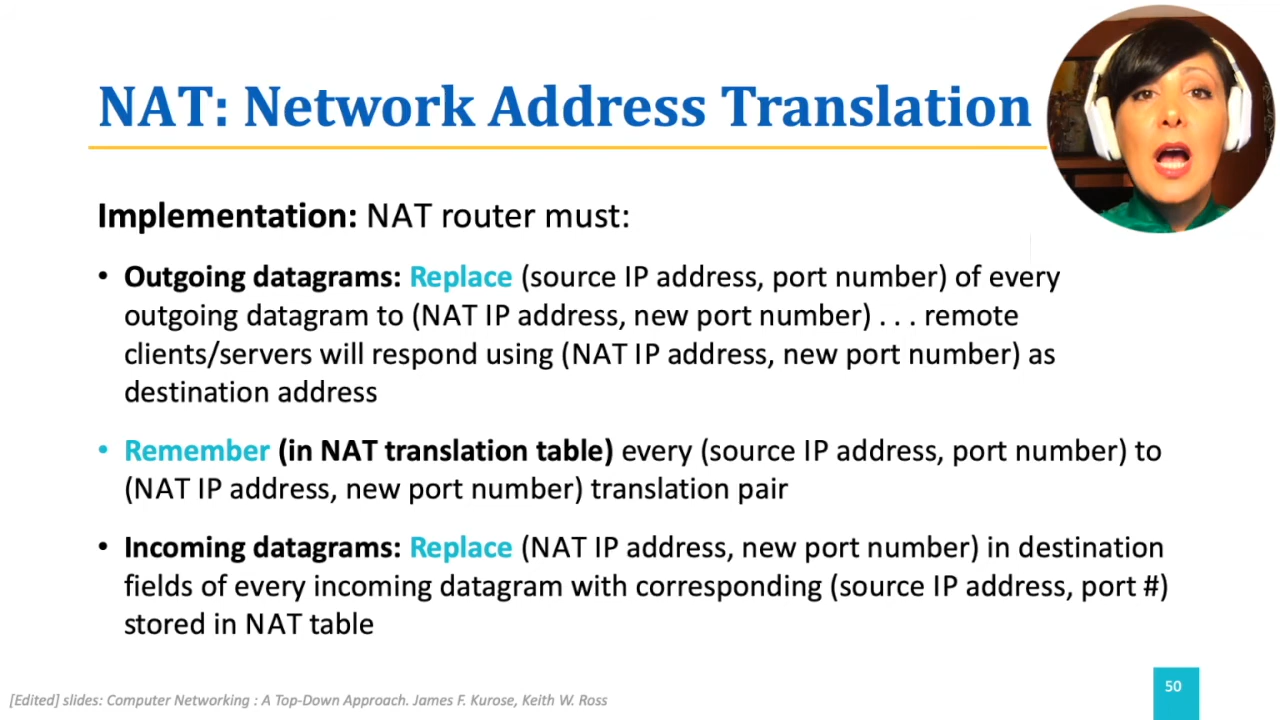 NAT: Network Address Translation
Implementation: NAT router must:
• Outgoing datagrams: Replace (source IP address, port number) of every
outgoing datagram to (NAT IP address, new port number) . . . remote
clients/servers will respond using (NAT IP address, new port number) as
destination address
• Remember (in NAT translation table) every (source IP address, port number) to
(NAT IP address, new port number) translation pair
• Incoming datagrams: Replace (NAT IP address, new port number) in destination
fields of every incoming datagram with corresponding (source IP address, port #)
stored in NAT table
[Edited] slides: Computer Networking : A Top-Down Approach. James F. Kurose, Keith W. Ross
50